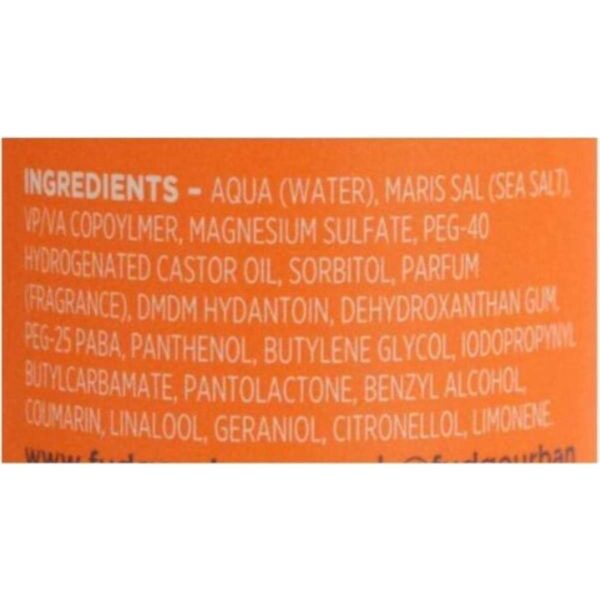 INGREDIENTS – AQUA (WATER), MARIS SAL (SEA SALT),
VP/VA COPOYLMER, MAGNESIUM SULFATE, PEG-40
HYDROGENATED CASTOR OIL, SORBITOL, PARFUM
(FRAGRANCE), DMDM HYDANTOIN, DEHYDROXANTHAN GUM,
PEG-25 PABA, PANTHENOL, BUTYLENE GLYCOL, IODOPROPYNYL
BUTYLCARBAMATE, PANTOLACTONE, BENZYL ALCOHOL,
COUMARIN, LINALOOL, GERANIOL, CITRONELLOL, LIMONENE.
@fudgeurban